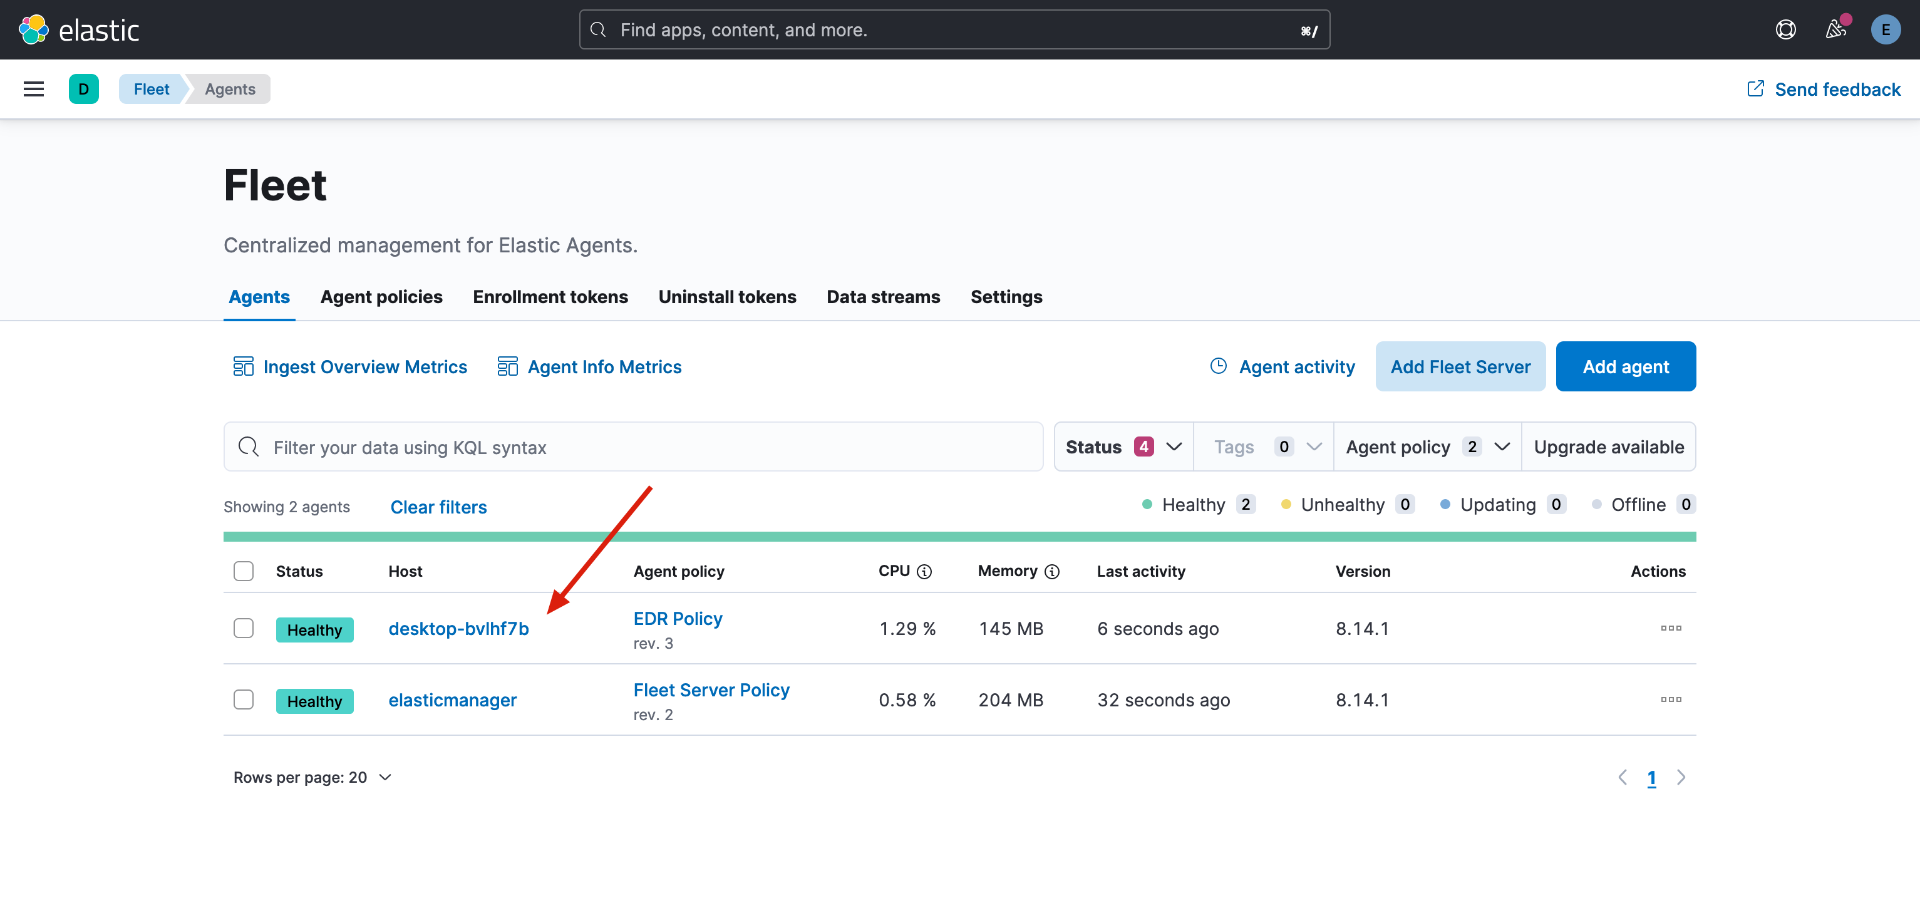 elastic
Find apps, content, and more.
⌘/
E
D
Fleet
Agents
Send feedback
Fleet
Centralized management for Elastic Agents.
Agents
Agent policies
Enrollment tokens
Uninstall tokens
Data streams
Settings
Ingest Overview Metrics
Agent Info Metrics
Agent activity
Add Fleet Server
Add agent
Filter your data using KQL syntax
Status 4
Tags 0
Agent policy 2
Upgrade available
Showing 2 agents
Clear filters
Healthy 2
Unhealthy 0
Updating 0
Offline 0
Status Host Agent policy CPU Memory Last activity Version Actions
Healthy desktop-bvlhf7b EDR Policy 1.29 % 145 MB 6 seconds ago 8.14.1
rev. 3
Healthy elasticmanager Fleet Server Policy 0.58 % 204 MB 32 seconds ago 8.14.1
rev. 2
Rows per page: 20
1